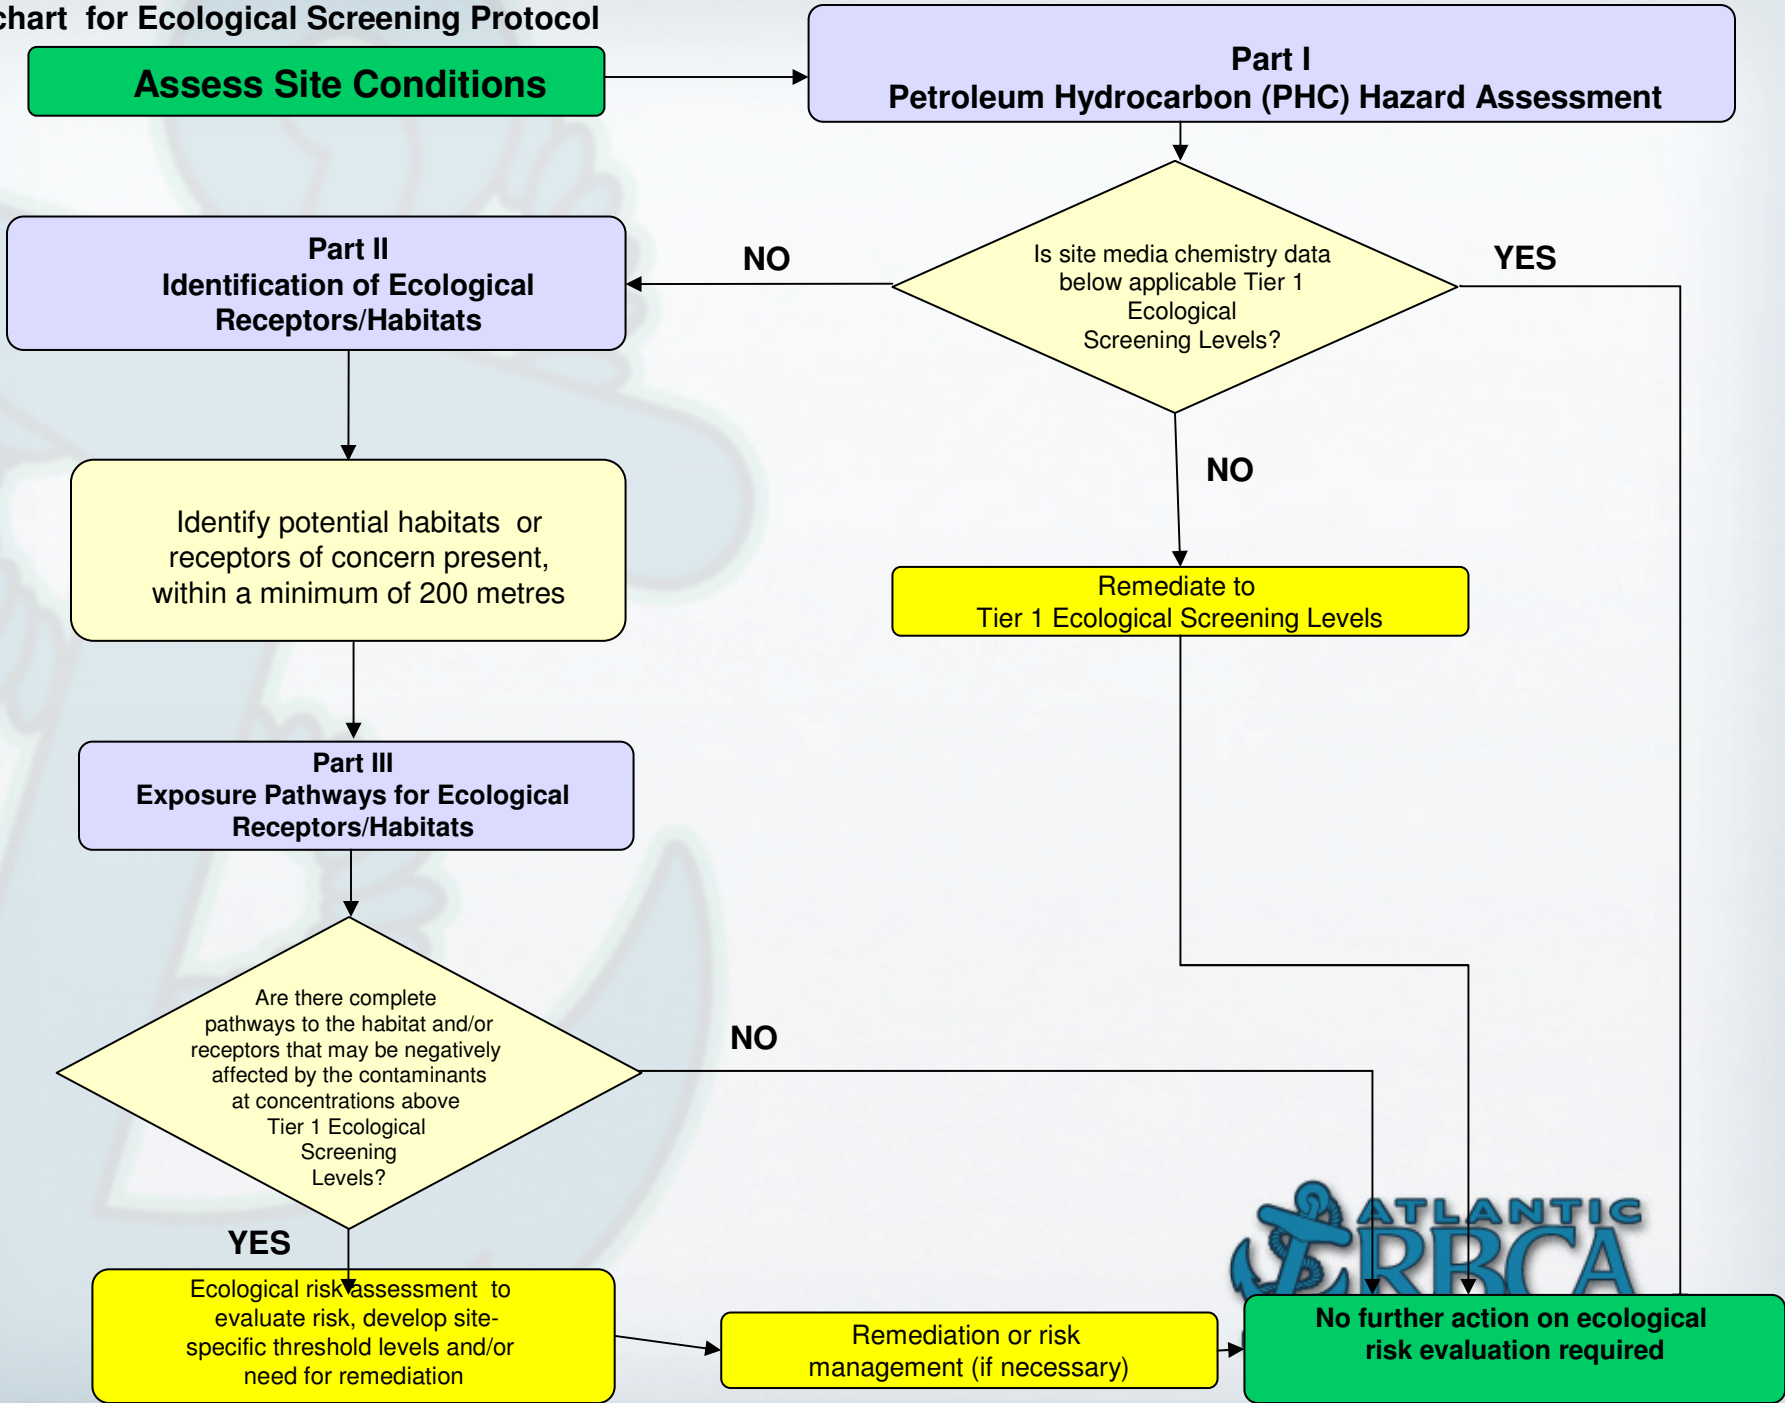 chart for Ecological Screening Protocol
Assess Site Conditions
Part I
Petroleum Hydrocarbon (PHC) Hazard Assessment
Is site media chemistry data
below applicable Tier 1
Ecological
Screening Levels?
NO
YES
Part II
Identification of Ecological
Receptors/Habitats
NO
Identify potential habitats or
receptors of concern present,
within a minimum of 200 metres
Remediate to
Tier 1 Ecological Screening Levels
Part III
Exposure Pathways for Ecological
Receptors/Habitats
Are there complete
pathways to the habitat and/or
receptors that may be negatively
affected by the contaminants
at concentrations above
Tier 1 Ecological
Screening
Levels?
NO
YES
Ecological risk assessment to
evaluate risk, develop site-
specific threshold levels and/or
need for remediation
Remediation or risk
management (if necessary)
ATLANTIC
RBCA
No further action on ecological
risk evaluation required